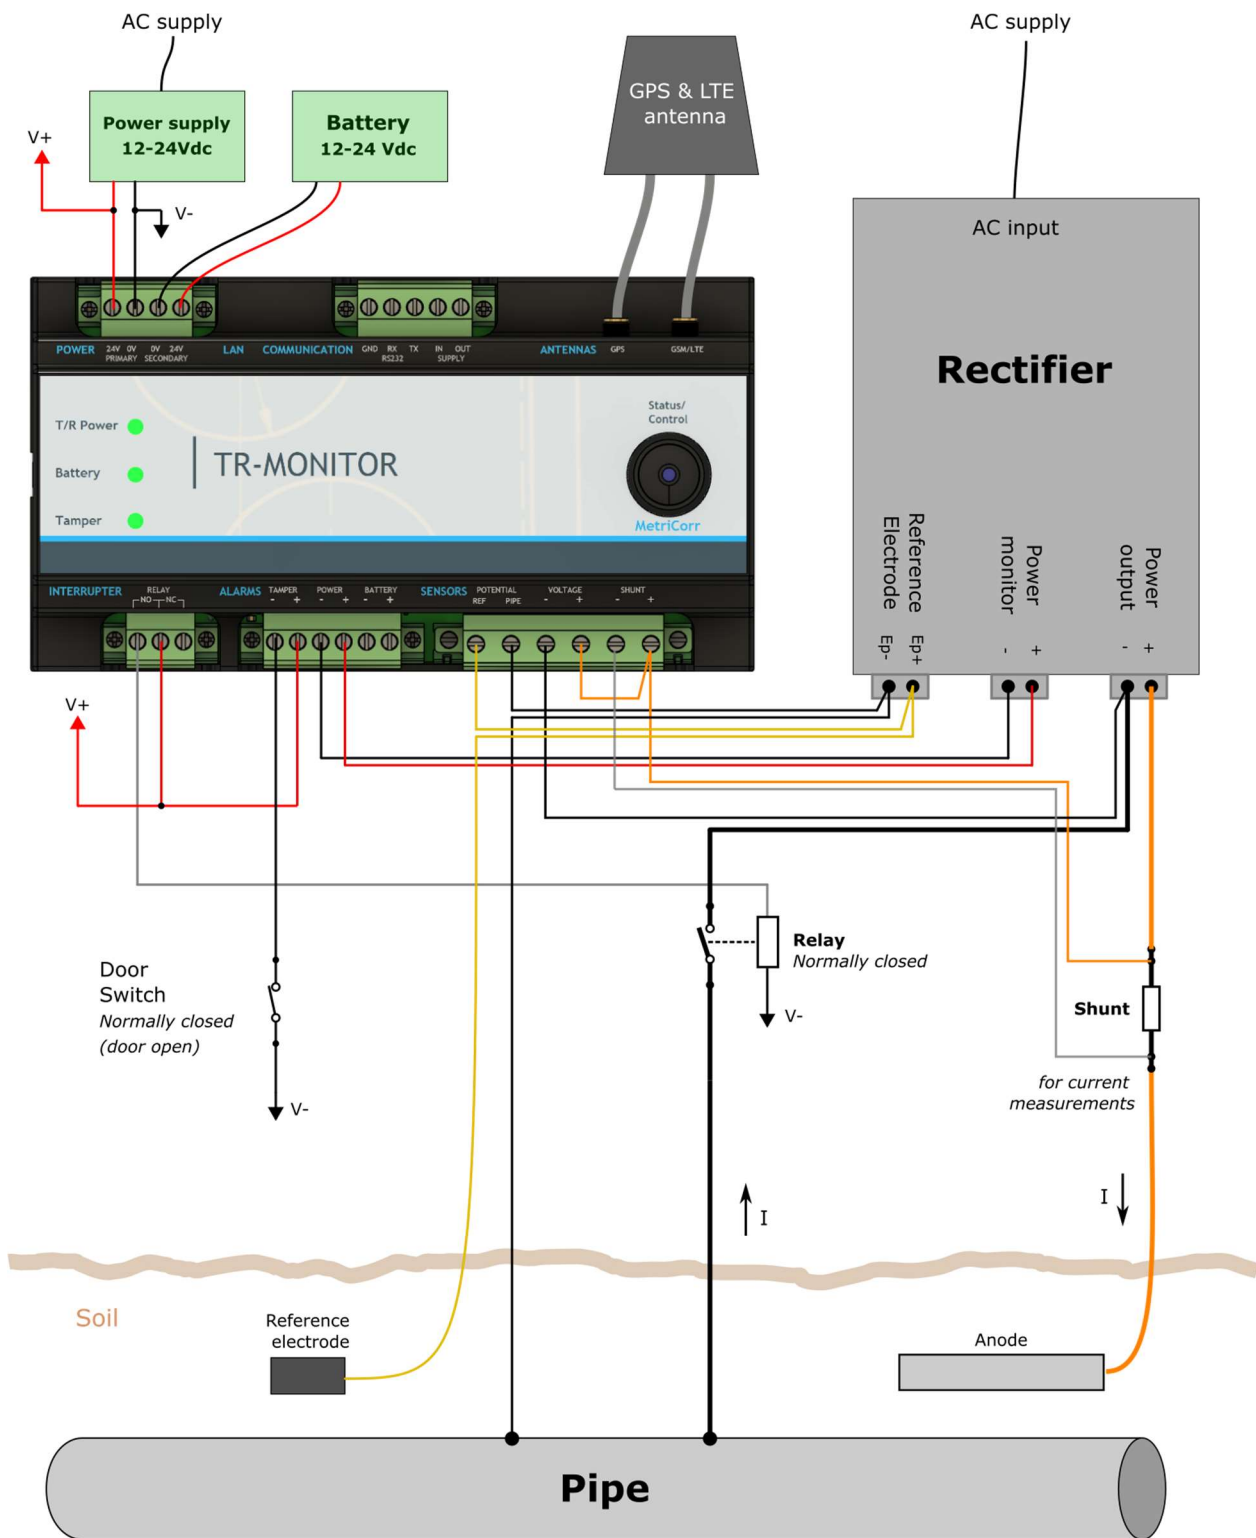 AC supply
AC supply
Power supply
12-24Vdc
Battery
12-24 Vdc
GPS & LTE
antenna
V+
V-
AC input
Rectifier
POWER
24V 0V 0V 24V
PRIMARY SECONDARY
LAN
COMMUNICATION
GND RX TX IN OUT
RS232 SUPPLY
ANTENNAS
GPS
GSM/LTE
T/R Power
Battery
Tamper
TR-MONITOR
Status/
Control
MetriCorr
Reference
Electrode
Ep-
Ep+
Power
monitor
-
+
Power
output
-
+
INTERRUPTER
RELAY
NO NC
ALARMS
TAMPER
- +
POWER
- +
BATTERY
- +
SENSORS
POTENTIAL
REF PIPE
VOLTAGE
- +
SHUNT
- +
V+
Door
Switch
Normally closed
(door open)
V-
Relay
Normally closed
V-
Shunt
for current
measurements
I
I
Soil
Reference
electrode
Anode
Pipe